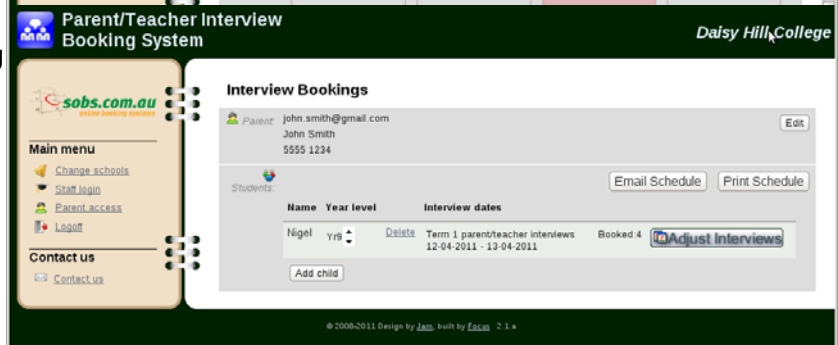 Parent/Teacher Interview
Booking System
Daisy Hill College
sobs.com.au
online booking systems
Main menu
Change schools
Staff login
Parent access
Logoff
Contact us
Contact us
Interview Bookings
Parent: john.smith@gmail.com
John Smith
5555 1234
Edit
Students:
Email Schedule Print Schedule
Name Year level Interview dates
Nigel Yr9 Delete Term 1 parent/teacher interviews Booked:4 Adjust Interviews
12-04-2011 - 13-04-2011
Add child
© 2008-2011 Design by Jam, built by Focus 2.1.a